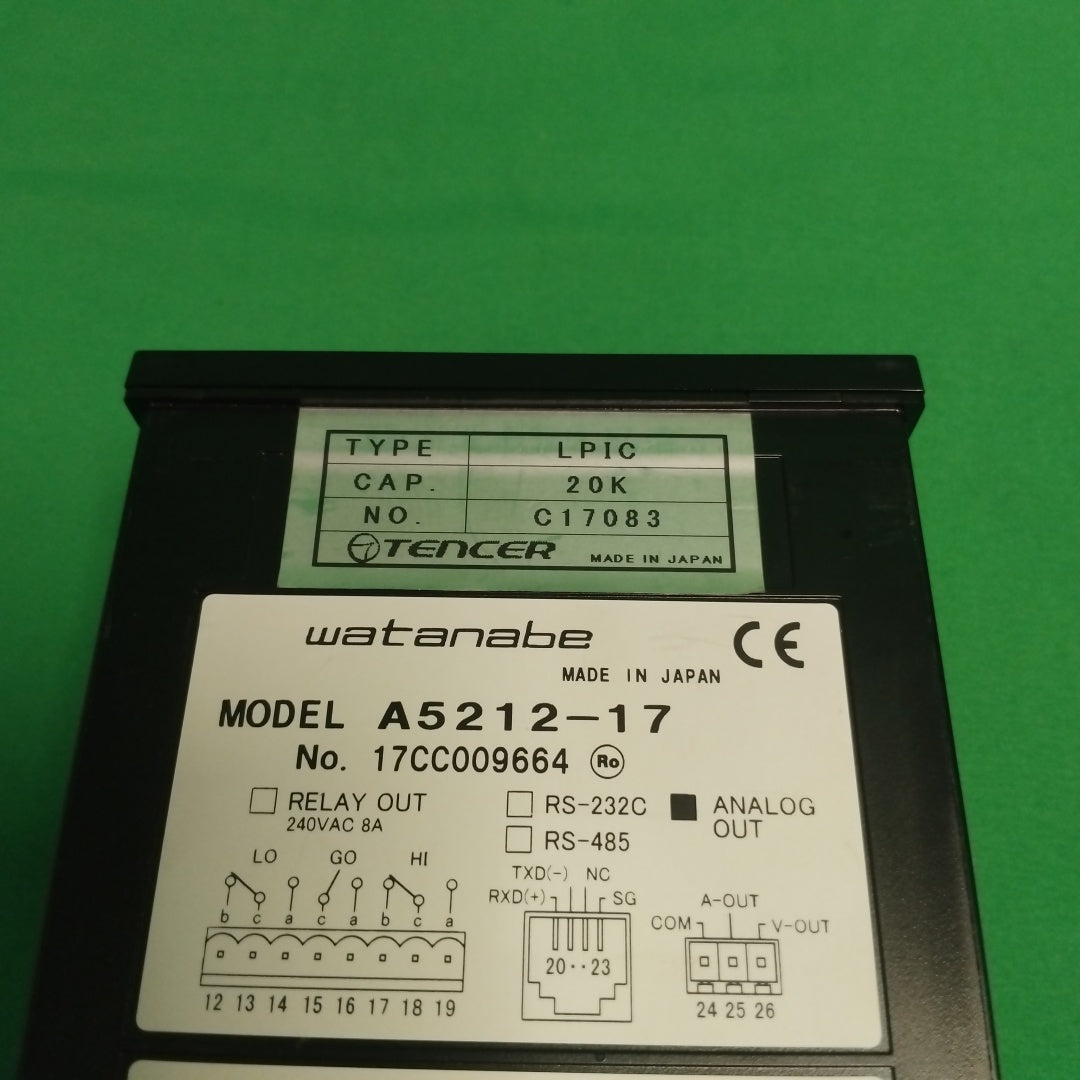 TYPE LPIC
CAP. 20K
NO. C17083
TENCER MADE IN JAPAN
watanabe CE
MADE IN JAPAN
MODEL A5212-17
No. 17CC009664 Ro
RELAY OUT RS-232C ANALOG
240VAC 8A RS-485 OUT
LO GO HI TXD(-) NC
RXD(+) SG A-OUT
b c a c a b c a COM V-OUT
20··23
12 13 14 15 16 17 18 19 24 25 26